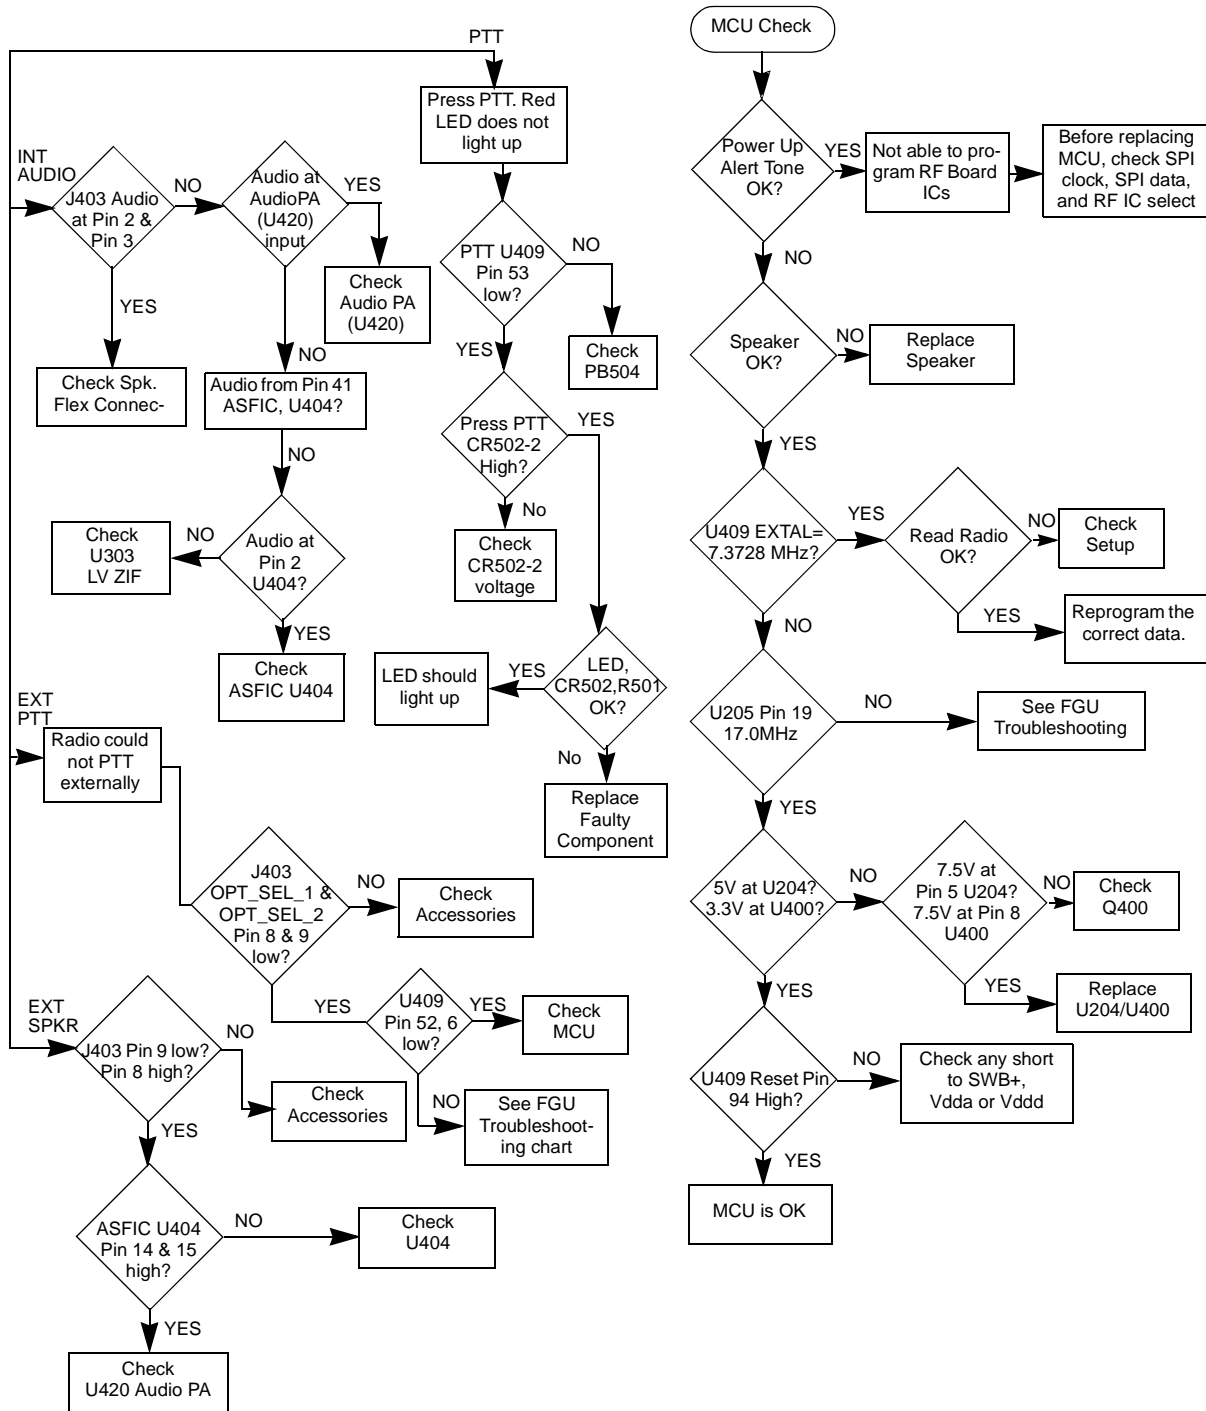 PTT
Press PTT. Red
LED does not
light up
INT
AUDIO
J403 Audio
at Pin 2 &
Pin 3
NO
Audio at
AudioPA
(U420)
input
YES
Check
Audio PA
(U420)
YES
Check Spk.
Flex Connec-
NO
Audio from Pin 41
ASFIC, U404?
NO
Audio at
Pin 2
U404?
NO
Check
U303
LV ZIF
YES
Check
ASFIC U404
PTT U409
Pin 53
low?
NO
Check
PB504
YES
Press PTT
CR502-2
High?
YES
No
Check
CR502-2
voltage
LED,
CR502,R501
OK?
YES
LED should
light up
No
Replace
Faulty
Component
EXT
PTT
Radio could
not PTT
externally
J403
OPT_SEL_1 &
OPT_SEL_2
Pin 8 & 9
low?
NO
Check
Accessories
YES
U409
Pin 52, 6
low?
YES
Check
MCU
NO
See FGU
Troubleshoot-
ing chart
EXT
SPKR
J403 Pin 9 low?
Pin 8 high?
NO
Check
Accessories
YES
ASFIC U404
Pin 14 & 15
high?
NO
Check
U404
YES
Check
U420 Audio PA
MCU Check
Power Up
Alert Tone
OK?
YES
Not able to pro-
gram RF Board
ICs
Before replacing
MCU, check SPI
clock, SPI data,
and RF IC select
NO
Speaker
OK?
NO
Replace
Speaker
YES
U409 EXTAL=
7.3728 MHz?
YES
Read Radio
OK?
NO
Check
Setup
YES
Reprogram the
correct data.
NO
U205 Pin 19
17.0MHz
NO
See FGU
Troubleshooting
YES
5V at U204?
3.3V at U400?
NO
7.5V at
Pin 5 U204?
7.5V at Pin 8
U400
NO
Check
Q400
YES
Replace
U204/U400
YES
U409 Reset Pin
94 High?
NO
Check any short
to SWB+,
Vdda or Vddd
YES
MCU is OK